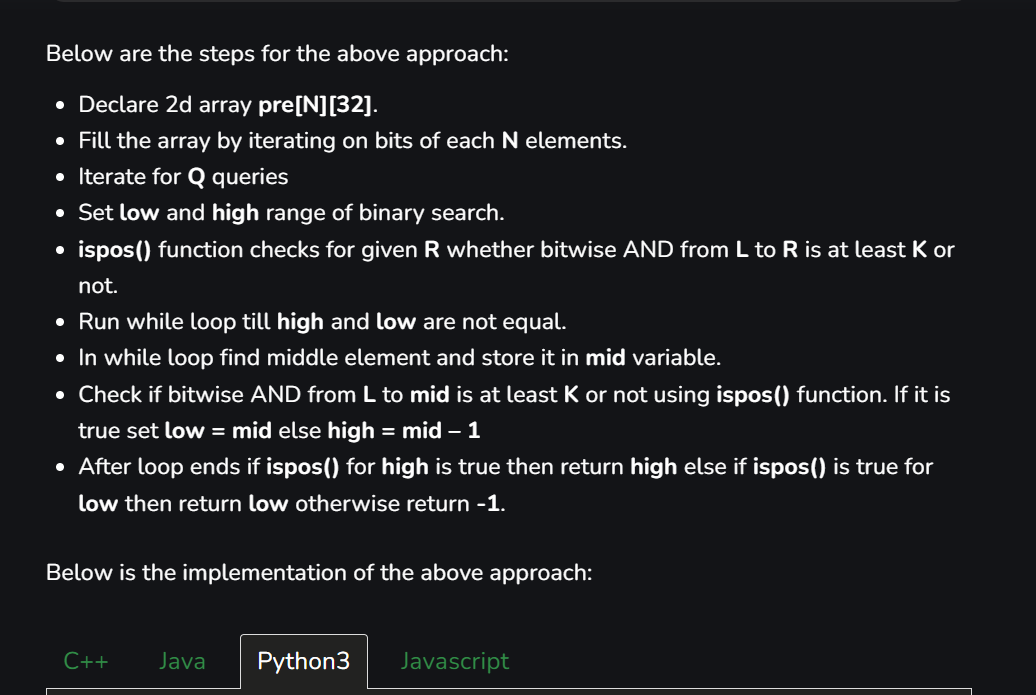 Below are the steps for the above approach:
• Declare 2d array pre[N][32].
• Fill the array by iterating on bits of each N elements.
• Iterate for Q queries
• Set low and high range of binary search.
• ispos() function checks for given R whether bitwise AND from L to R is at least K or
not.
• Run while loop till high and low are not equal.
• In while loop find middle element and store it in mid variable.
• Check if bitwise AND from L to mid is at least K or not using ispos() function. If it is
true set low = mid else high = mid – 1
• After loop ends if ispos() for high is true then return high else if ispos() is true for
low then return low otherwise return -1.
Below is the implementation of the above approach:
C++ Java Python3 Javascript